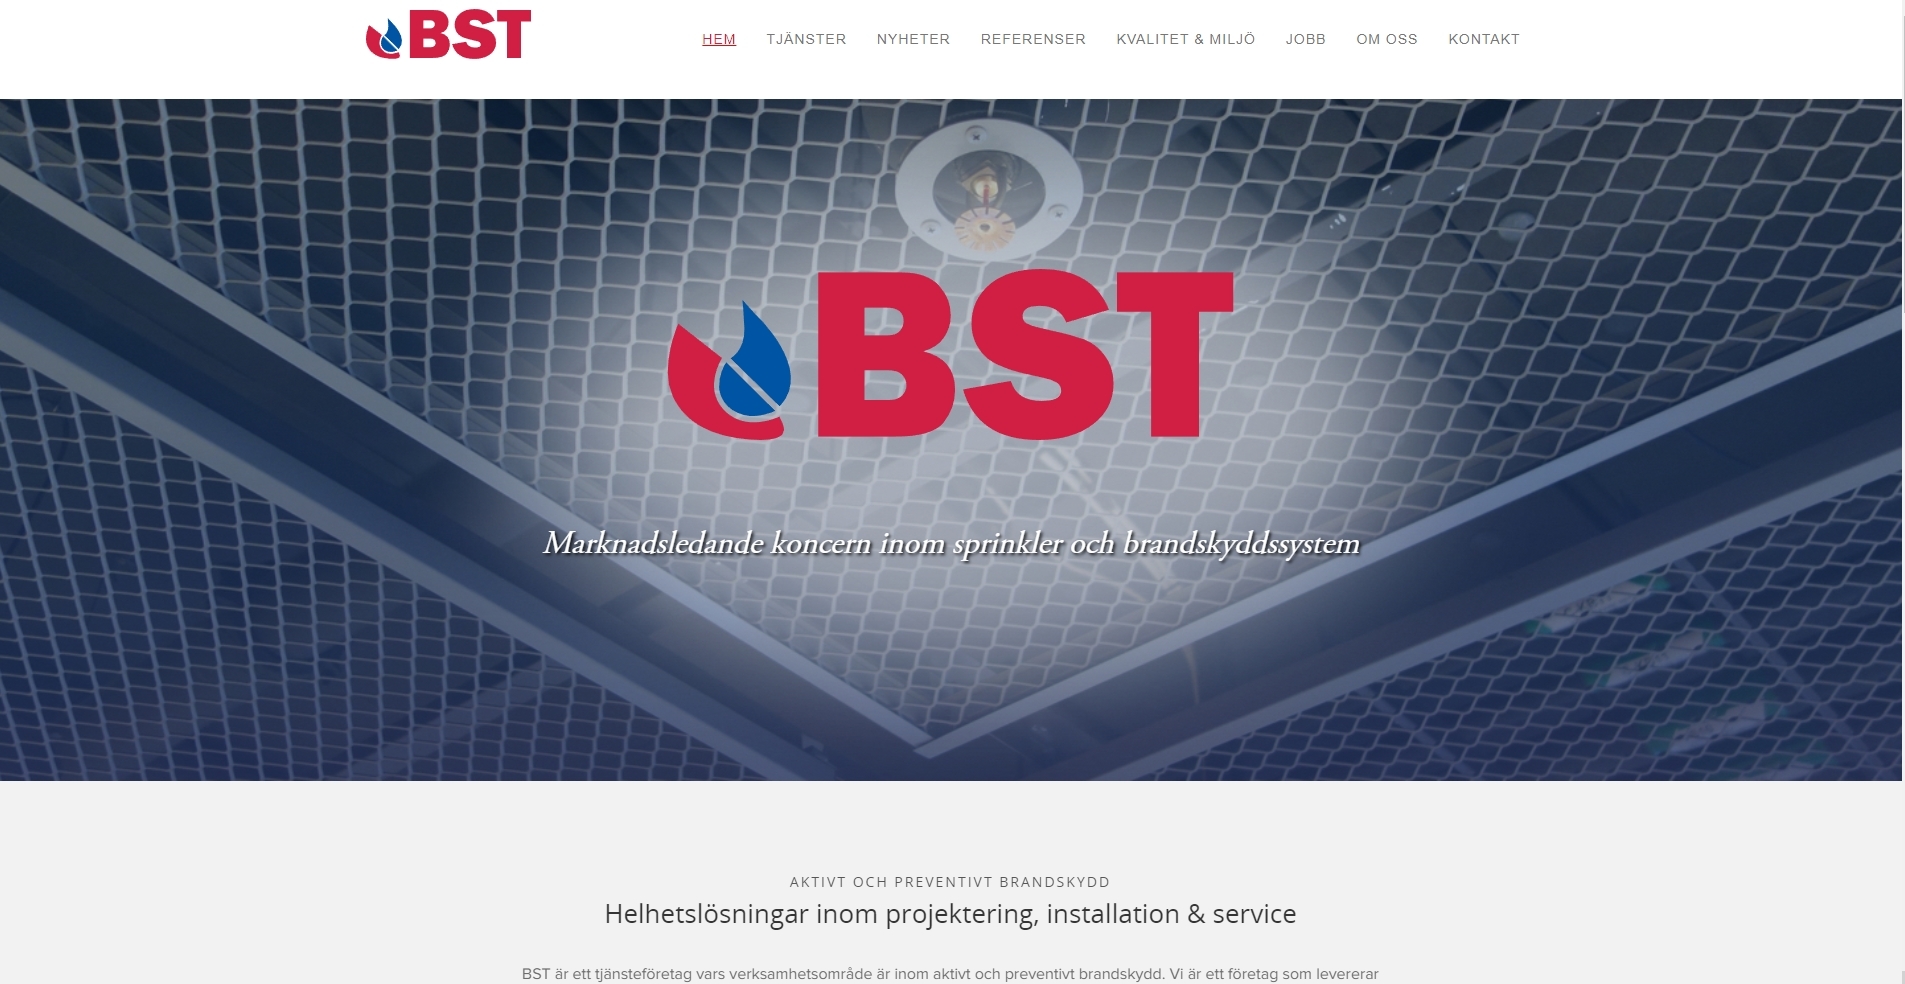 BST
HEM TJÄNSTER NYHETER REFERENSER KVALITET & MILJÖ JOBB OM OSS KONTAKT
BST
Marknadsledande koncern inom sprinkler och brandskyddssystem
AKTIVT OCH PREVENTIVT BRANDSKYDD
Helhetslösningar inom projektering, installation & service
BST är ett tjänsteföretag vars verksamhetsområde är inom aktivt och preventivt brandskydd. Vi är ett företag som levererar